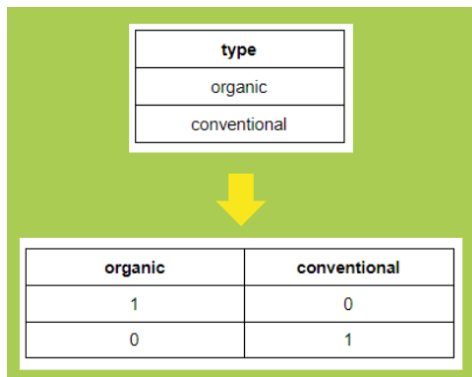 type
organic
conventional
organic conventional
1 0
0 1